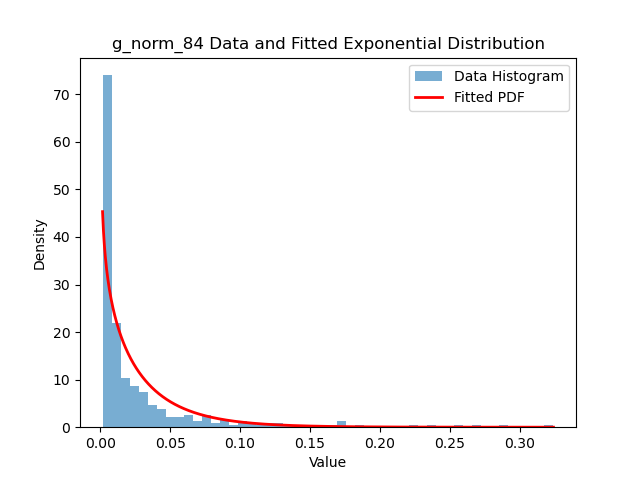 g_norm_84 Data and Fitted Exponential Distribution
Data Histogram
Fitted PDF
Density
70
60
50
40
30
20
10
0
0.00 0.05 0.10 0.15 0.20 0.25 0.30
Value